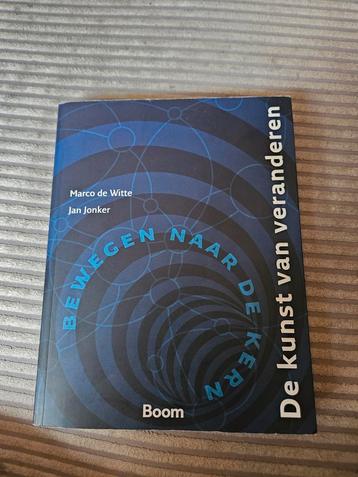 Marco de Witte
Jan Jonker
BEWEGEN NAAR DE KERN
De kunst van veranderen
Boom